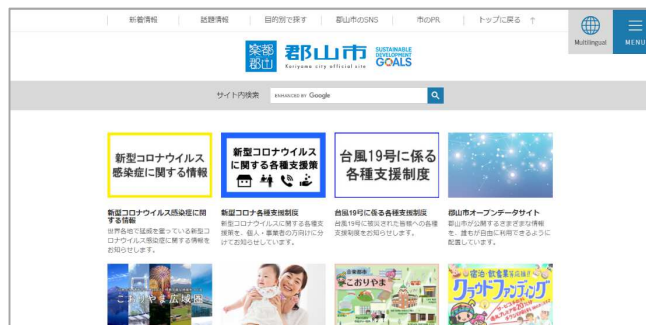 新着情報
話題情報
目的別で探す
郡山市のSNS
市のPR
トップに戻る ↑
Multilingual
MENU
楽都
郡山
郡山市
Koriyama city official site
SUSTAINABLE
DEVELOPMENT
GOALS
サイト内検索
ENHANCED BY Google
新型コロナウイルス
感染症に関する情報
新型コロナウイルス
に関する各種支援策
台風19号に係る
各種支援制度
新型コロナウイルス感染症に関
する情報
世界各地で猛威を奮っている新型コ
ロナウイルス感染症に関する情報を
お知らせします。
新型コロナ各種支援制度
新型コロナウイルスに関する各種支
援策を、個人・事業者の方向けに分
けてお知らせしています。
台風19号に係る各種支援制度
台風19号に被災された皆様への各種
支援制度をお知らせします。
郡山市オープンデータサイト
郡山市が公開するさまざまな情報
を、誰もが自由に利用できるように
配置しています。
こおりやま広域圏
音楽都市
こおりやま
宿泊・飲食業等応援!!
クラウドファンディング